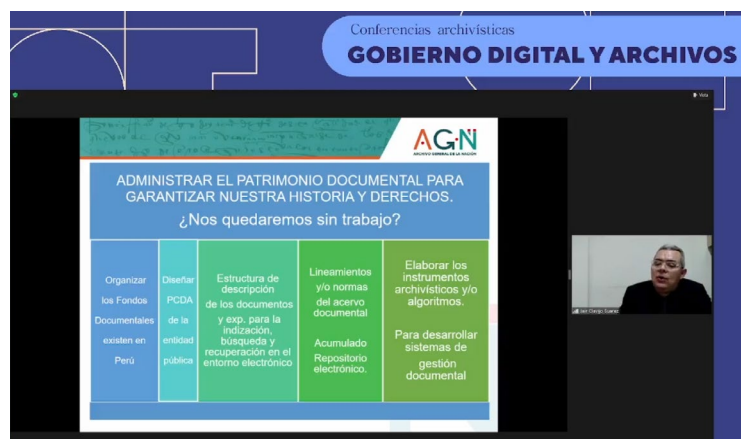 Conferencias archivísticas
GOBIERNO DIGITAL Y ARCHIVOS
AGN
ARCHIVO GENERAL DE LA NACIÓN
ADMINISTRAR EL PATRIMONIO DOCUMENTAL PARA
GARANTIZAR NUESTRA HISTORIA Y DERECHOS.
¿Nos quedaremos sin trabajo?
Organizar
los Fondos
Documentales
existen en
Perú
Diseñar
PCDA
de la
entidad
pública
Estructura de
descripción
de los documentos
y exp. para la
indización,
búsqueda y
recuperación en el
entorno electrónico
Lineamientos
y/o normas
del acervo
documental
Acumulado
Repositorio
electrónico.
Elaborar los
instrumentos
archivísticos y/o
algoritmos.
Para desarrollar
sistemas de
gestión
documental